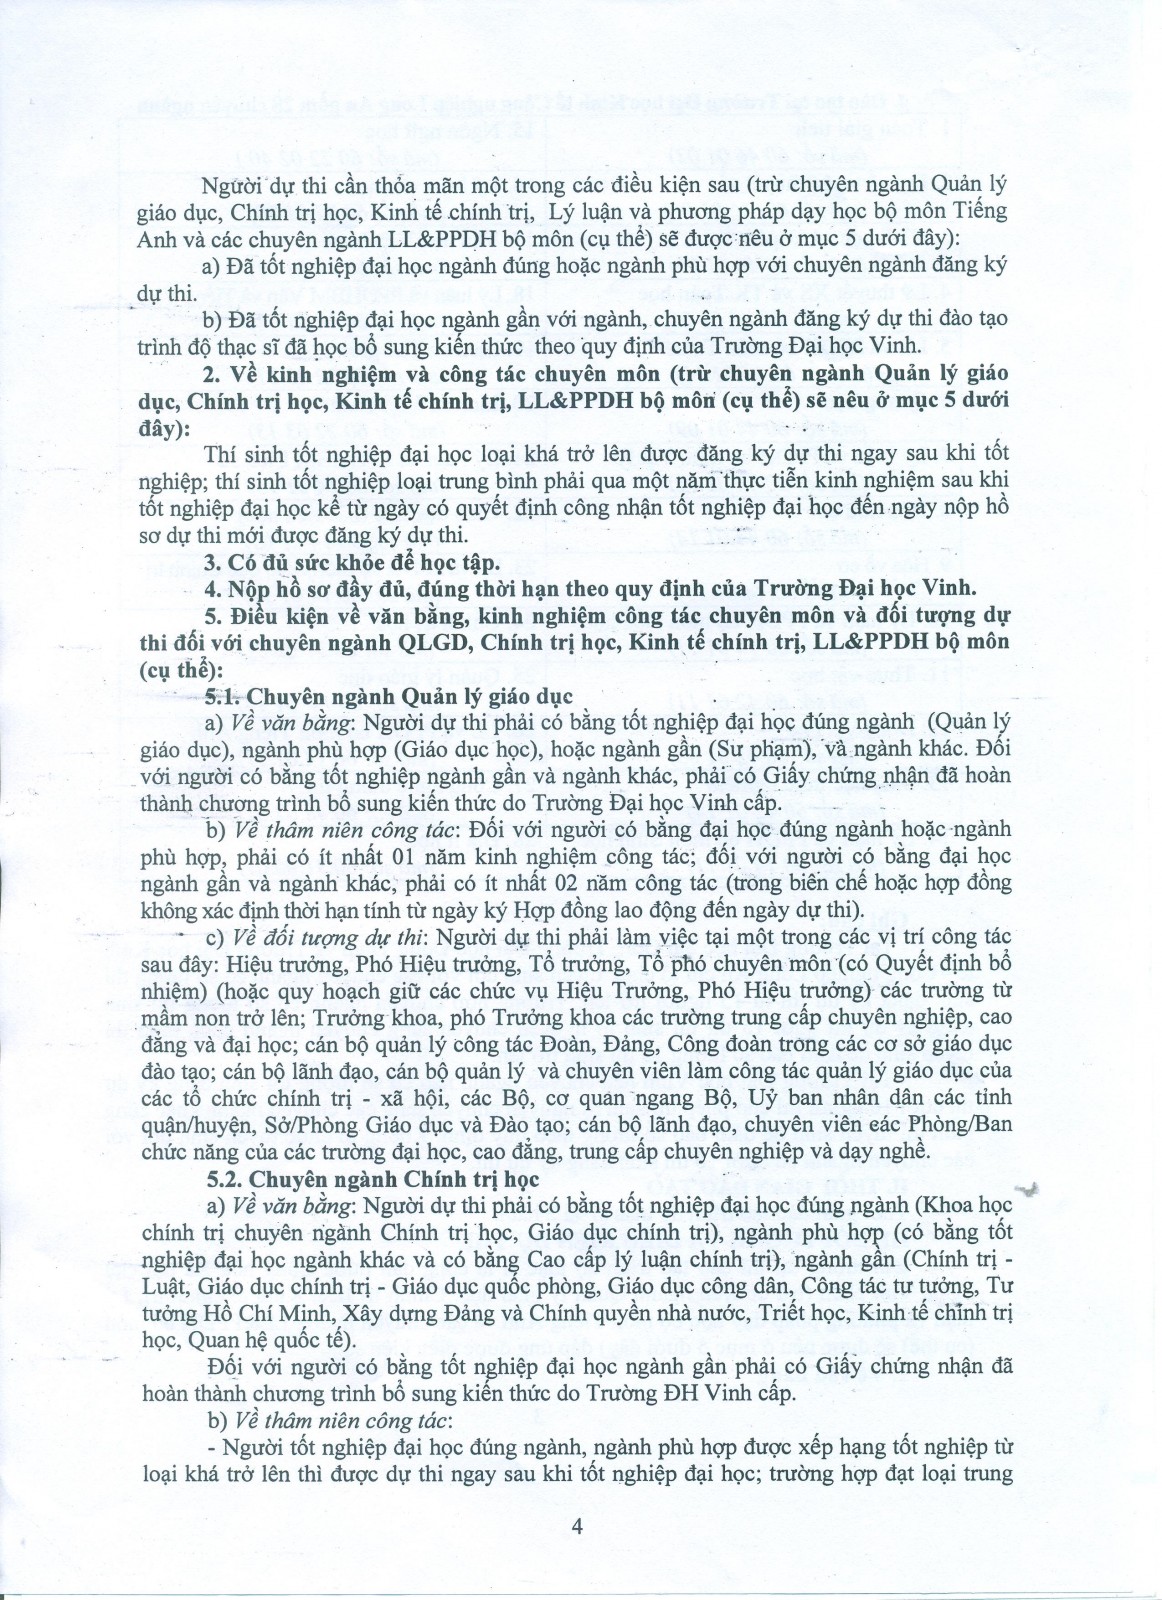 Người dự thi cần thỏa mãn một trong các điều kiện sau (trừ chuyên ngành Quản lý
giáo dục, Chính trị học, Kinh tế chính trị, Lý luận và phương pháp dạy học bộ môn Tiếng
Anh và các chuyên ngành LL&PPDH bộ môn (cụ thể) sẽ được nêu ở mục 5 dưới đây):
a) Đã tốt nghiệp đại học ngành đúng hoặc ngành phù hợp với chuyên ngành đăng ký
dự thi.
b) Đã tốt nghiệp đại học ngành gần với ngành, chuyên ngành đăng ký dự thi đào tạo
trình độ thạc sĩ đã học bổ sung kiến thức theo quy định của Trường Đại học Vinh.
2. Về kinh nghiệm và công tác chuyên môn (trừ chuyên ngành Quản lý giáo
dục, Chính trị học, Kinh tế chính trị, LL&PPDH bộ môn (cụ thể) sẽ nêu ở mục 5 dưới
đây):
Thí sinh tốt nghiệp đại học loại khá trở lên được đăng ký dự thi ngay sau khi tốt
nghiệp; thí sinh tốt nghiệp loại trung bình phải qua một năm thực tiễn kinh nghiệm sau khi
tốt nghiệp đại học kể từ ngày có quyết định công nhận tốt nghiệp đại học đến ngày nộp hồ
sơ dự thi mới được đăng ký dự thi.
3. Có đủ sức khỏe để học tập.
4. Nộp hồ sơ đầy đủ, đúng thời hạn theo quy định của Trường Đại học Vinh.
5. Điều kiện về văn bằng, kinh nghiệm công tác chuyên môn và đối tượng dự
thi đối với chuyên ngành QLGD, Chính trị học, Kinh tế chính trị, LL&PPDH bộ môn
(cụ thể):
5.1. Chuyên ngành Quản lý giáo dục
a) Về văn bằng: Người dự thi phải có bằng tốt nghiệp đại học đúng ngành (Quản lý
giáo dục), ngành phù hợp (Giáo dục học), hoặc ngành gần (Sư phạm), và ngành khác. Đối
với người có bằng tốt nghiệp ngành gần và ngành khác, phải có Giấy chứng nhận đã hoàn
thành chương trình bổ sung kiến thức do Trường Đại học Vinh cấp.
b) Về thâm niên công tác: Đối với người có bằng đại học đúng ngành hoặc ngành
phù hợp, phải có ít nhất 01 năm kinh nghiệm công tác; đối với người có bằng đại học
ngành gần và ngành khác, phải có ít nhất 02 năm công tác (trong biên chế hoặc hợp đồng
không xác định thời hạn tính từ ngày ký Hợp đồng lao động đến ngày dự thi).
c) Về đối tượng dự thi: Người dự thi phải làm việc tại một trong các vị trí công tác
sau đây: Hiệu trưởng, Phó Hiệu trưởng, Tổ trưởng, Tổ phó chuyên môn (có Quyết định bổ
nhiệm) (hoặc quy hoạch giữ các chức vụ Hiệu Trưởng, Phó Hiệu trưởng) các trường từ
mầm non trở lên; Trưởng khoa, phó Trưởng khoa các trường trung cấp chuyên nghiệp, cao
đẳng và đại học; cán bộ quản lý công tác Đoàn, Đảng, Công đoàn trong các cơ sở giáo dục
đào tạo; cán bộ lãnh đạo, cán bộ quản lý và chuyên viên làm công tác quản lý giáo dục của
các tổ chức chính trị - xã hội, các Bộ, cơ quan ngang Bộ, Uỷ ban nhân dân các tỉnh
quận/huyện, Sở/Phòng Giáo dục và Đào tạo; cán bộ lãnh đạo, chuyên viên các Phòng/Ban
chức năng của các trường đại học, cao đẳng, trung cấp chuyên nghiệp và dạy nghề.
5.2. Chuyên ngành Chính trị học
a) Về văn bằng: Người dự thi phải có bằng tốt nghiệp đại học đúng ngành (Khoa học
chính trị chuyên ngành Chính trị học, Giáo dục chính trị), ngành phù hợp (có bằng tốt
nghiệp đại học ngành khác và có bằng Cao cấp lý luận chính trị), ngành gần (Chính trị -
Luật, Giáo dục chính trị - Giáo dục quốc phòng, Giáo dục công dân, Công tác tư tưởng, Tư
tưởng Hồ Chí Minh, Xây dựng Đảng và Chính quyền nhà nước, Triết học, Kinh tế chính trị
học, Quan hệ quốc tế).
Đối với người có bằng tốt nghiệp đại học ngành gần phải có Giấy chứng nhận đã
hoàn thành chương trình bổ sung kiến thức do Trường ĐH Vinh cấp.
b) Về thâm niên công tác:
- Người tốt nghiệp đại học đúng ngành, ngành phù hợp được xếp hạng tốt nghiệp từ
loại khá trở lên thì được dự thi ngay sau khi tốt nghiệp đại học; trường hợp đạt loại trung
4